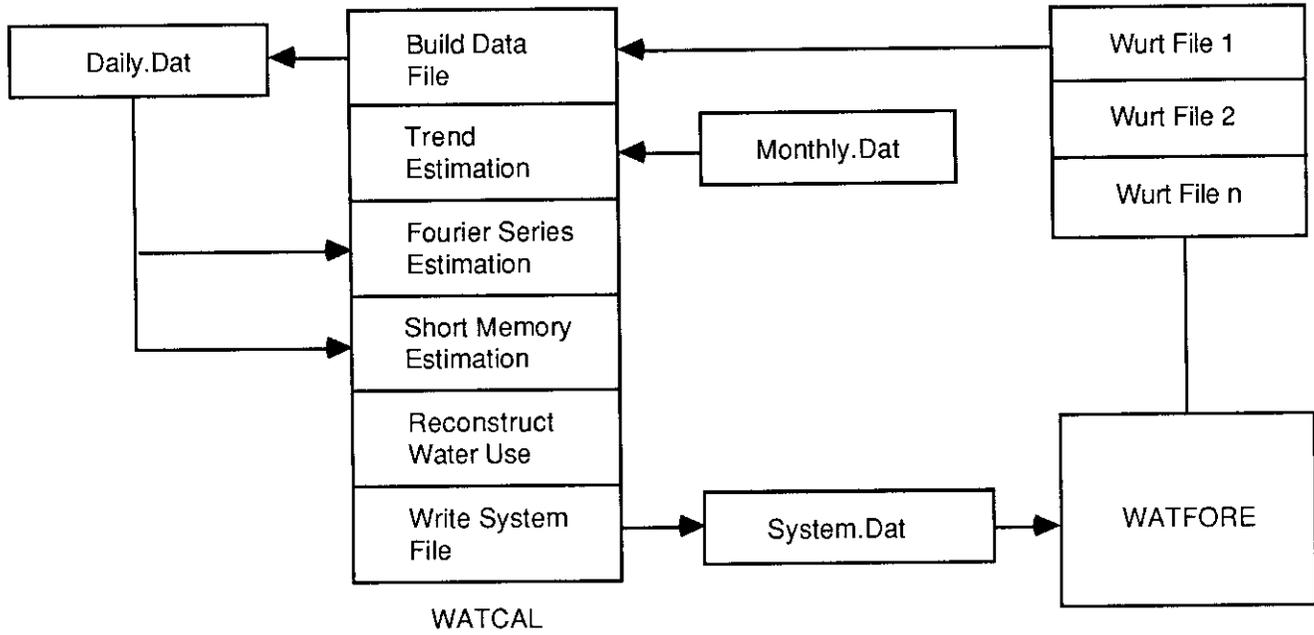 Daily.Dat
Build Data
File
Trend
Estimation
Fourier Series
Estimation
Short Memory
Estimation
Reconstruct
Water Use
Write System
File
WATCAL
Monthly.Dat
System.Dat
Wurt File 1
Wurt File 2
Wurt File n
WATFORE